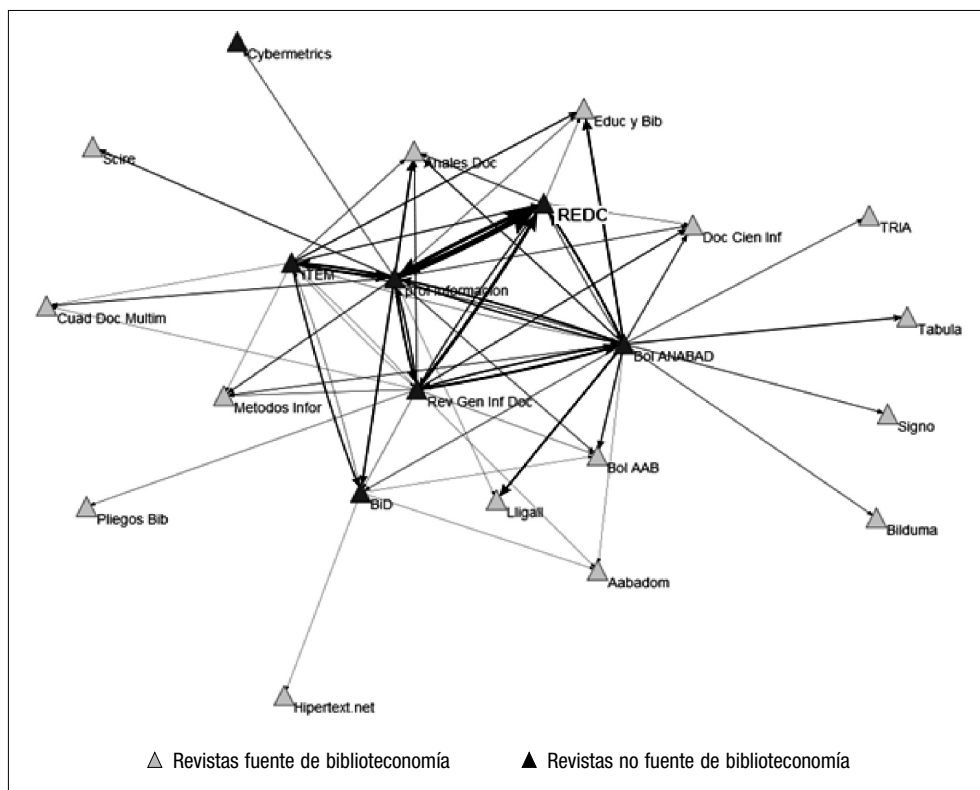 Cybermetrics
Educ y Bib
Scire
Anales Doc
REDC
TRIA
Doc Cien Inf
ITEM
prof informacion
Cuad Doc Multim
Tabula
Bol ANABAD
Rev Gen Inf Doc
Metodos Infor
Signo
Bol AAB
BiD
Lligall
Pliegos Bib
Bilduma
Aabadom
Hipertext.net
Revistas fuente de biblioteconomía
Revistas no fuente de biblioteconomía